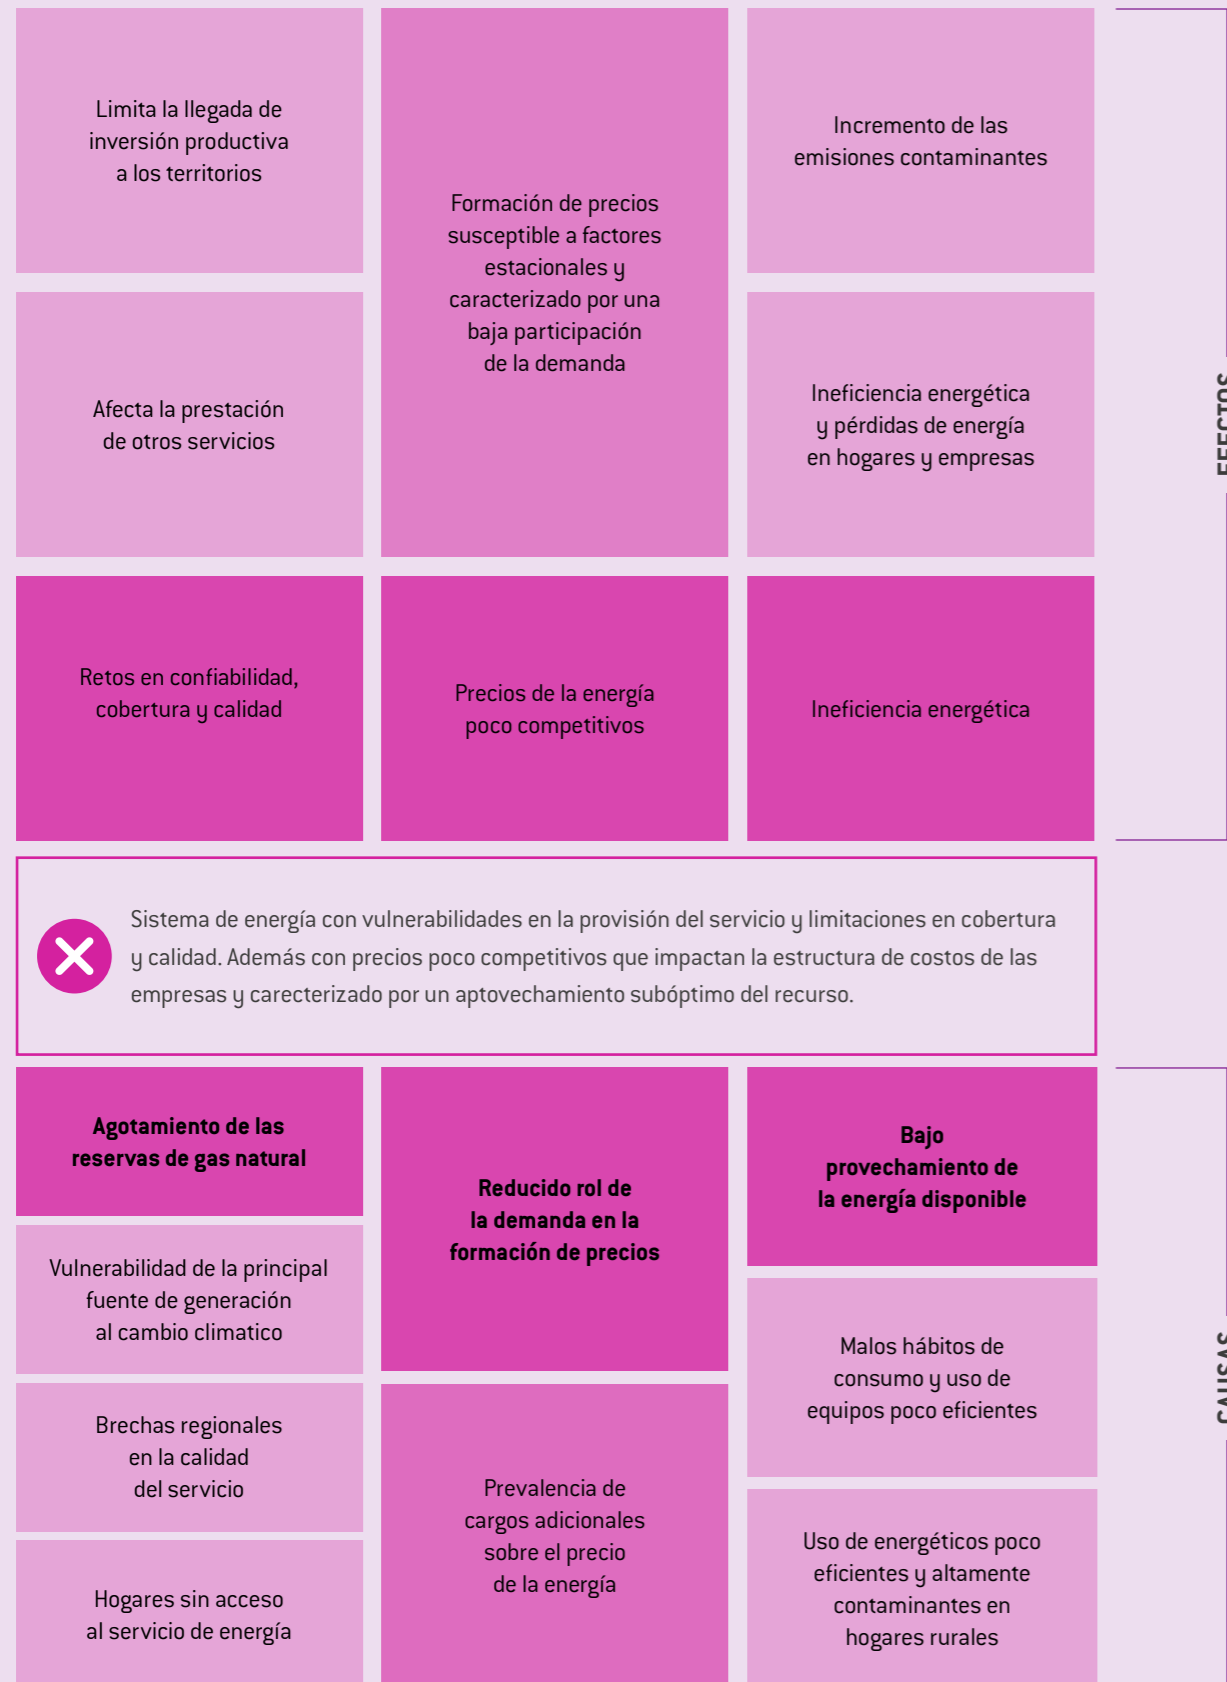 Limita la llegada de
inversión productiva
a los territorios
Formación de precios
susceptible a factores
estacionales y
caracterizado por una
baja participación
de la demanda
Incremento de las
emisiones contaminantes
Afecta la prestación
de otros servicios
Ineficiencia energética
y pérdidas de energía
en hogares y empresas
EFECTOS
Retos en confiabilidad,
cobertura y calidad
Precios de la energía
poco competitivos
Ineficiencia energética
Sistema de energía con vulnerabilidades en la provisión del servicio y limitaciones en cobertura
y calidad. Además con precios poco competitivos que impactan la estructura de costos de las
empresas y carecterizado por un aptovechamiento subóptimo del recurso.
Agotamiento de las
reservas de gas natural
Reducido rol de
la demanda en la
formación de precios
Bajo
provechamiento de
la energía disponible
Vulnerabilidad de la principal
fuente de generación
al cambio climatico
Malos hábitos de
consumo y uso de
equipos poco eficientes
CAUSAS
Brechas regionales
en la calidad
del servicio
Prevalencia de
cargos adicionales
sobre el precio
de la energía
Uso de energéticos poco
eficientes y altamente
contaminantes en
hogares rurales
Hogares sin acceso
al servicio de energía